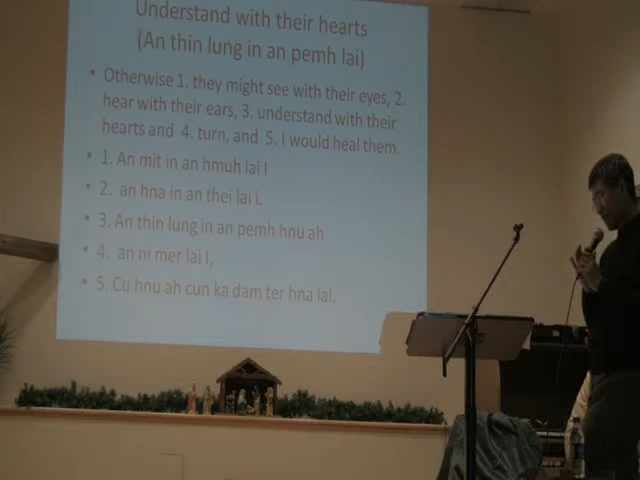 Understand with their hearts
(An thin lung in an pemh lai)
• Otherwise 1. they might see with their eyes, 2.
hear with their ears, 3. understand with their
hearts and 4. turn, and 5. I would heal them.
• 1. An mit in an hmuh lai I
• 2. an hna in an thei lai i.
• 3. An thin lung in an pemh hnu ah
• 4. an ni mer lai I,
• 5. Cu hnu ah cun ka dam ter hna lai.